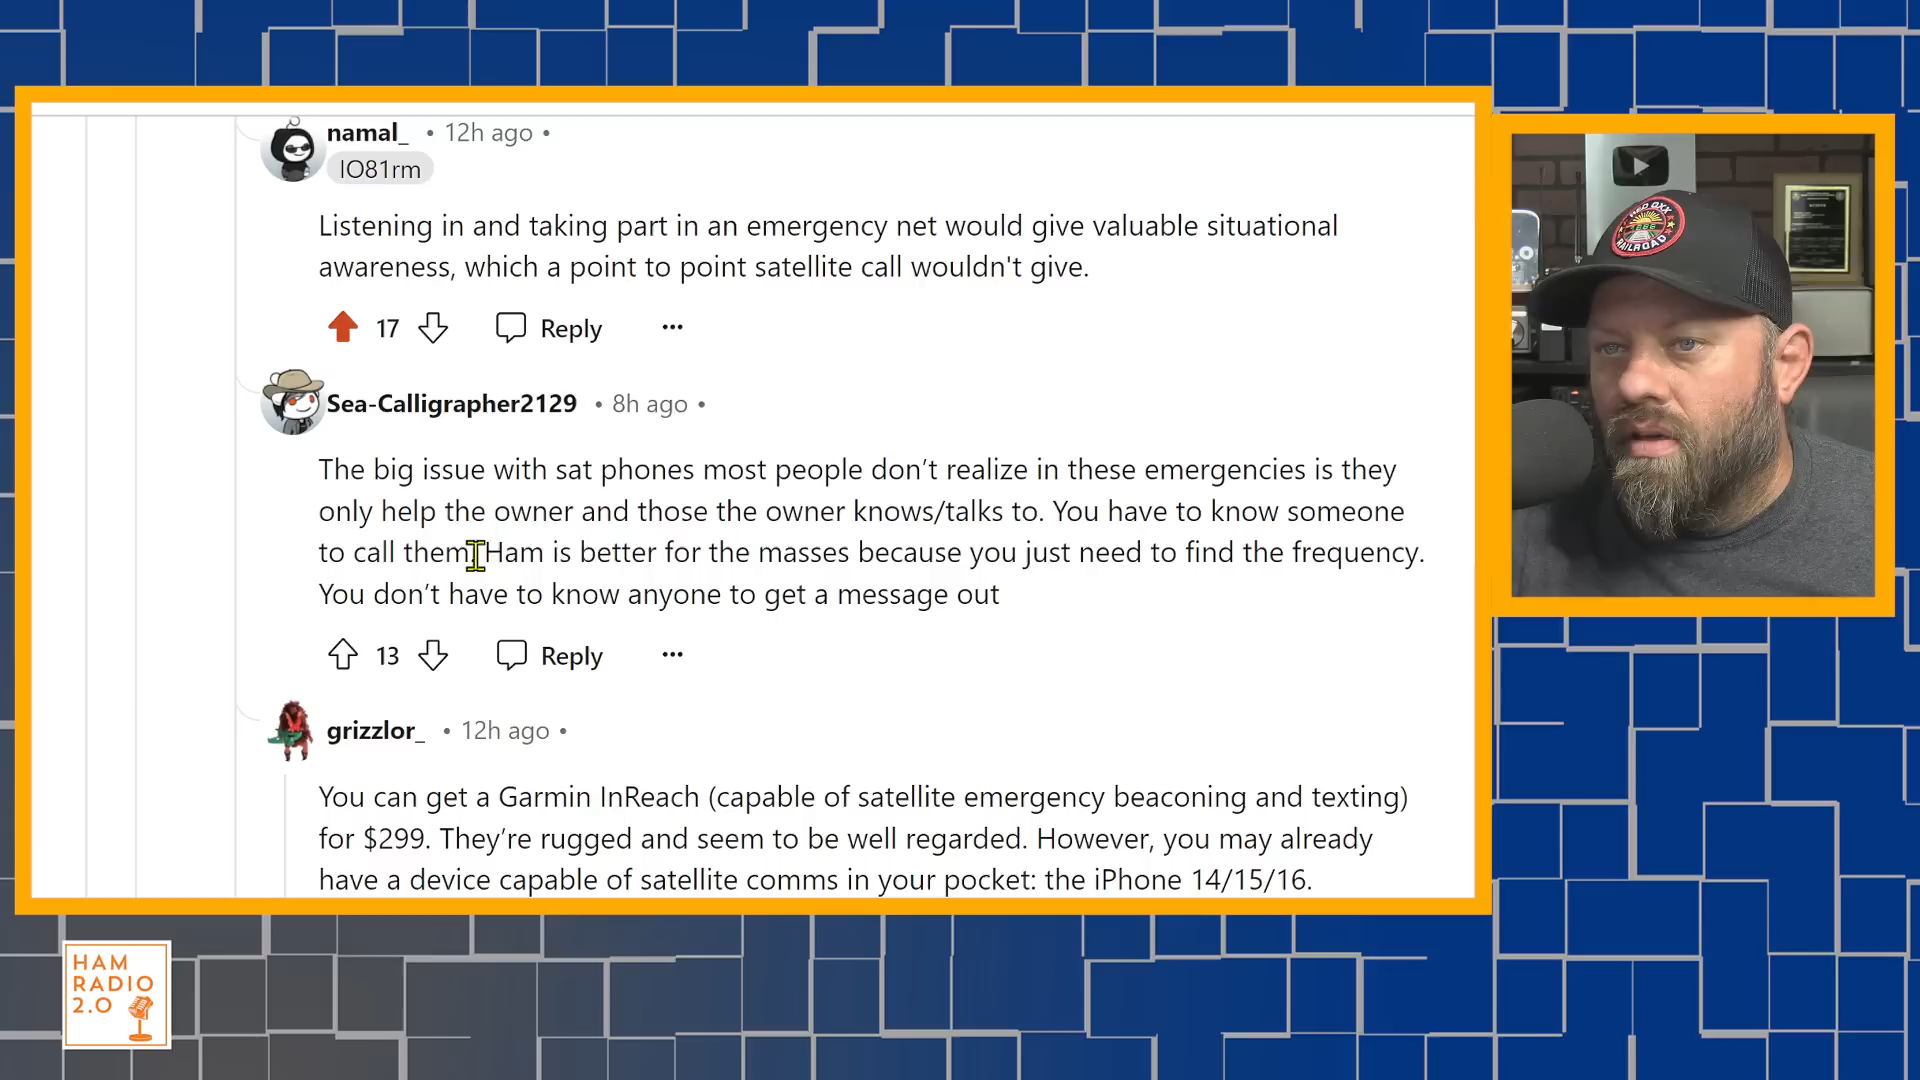 namal_ • 12h ago •
IO81rm
Listening in and taking part in an emergency net would give valuable situational
awareness, which a point to point satellite call wouldn't give.
17 Reply ...
Sea-Calligrapher2129 • 8h ago •
The big issue with sat phones most people don’t realize in these emergencies is they
only help the owner and those the owner knows/talks to. You have to know someone
to call them. Ham is better for the masses because you just need to find the frequency.
You don’t have to know anyone to get a message out
13 Reply ...
grizzlor_ • 12h ago •
You can get a Garmin InReach (capable of satellite emergency beaconing and texting)
for $299. They’re rugged and seem to be well regarded. However, you may already
have a device capable of satellite comms in your pocket: the iPhone 14/15/16.
RED OXX
RAILROAD
HAM
RADIO
2.0